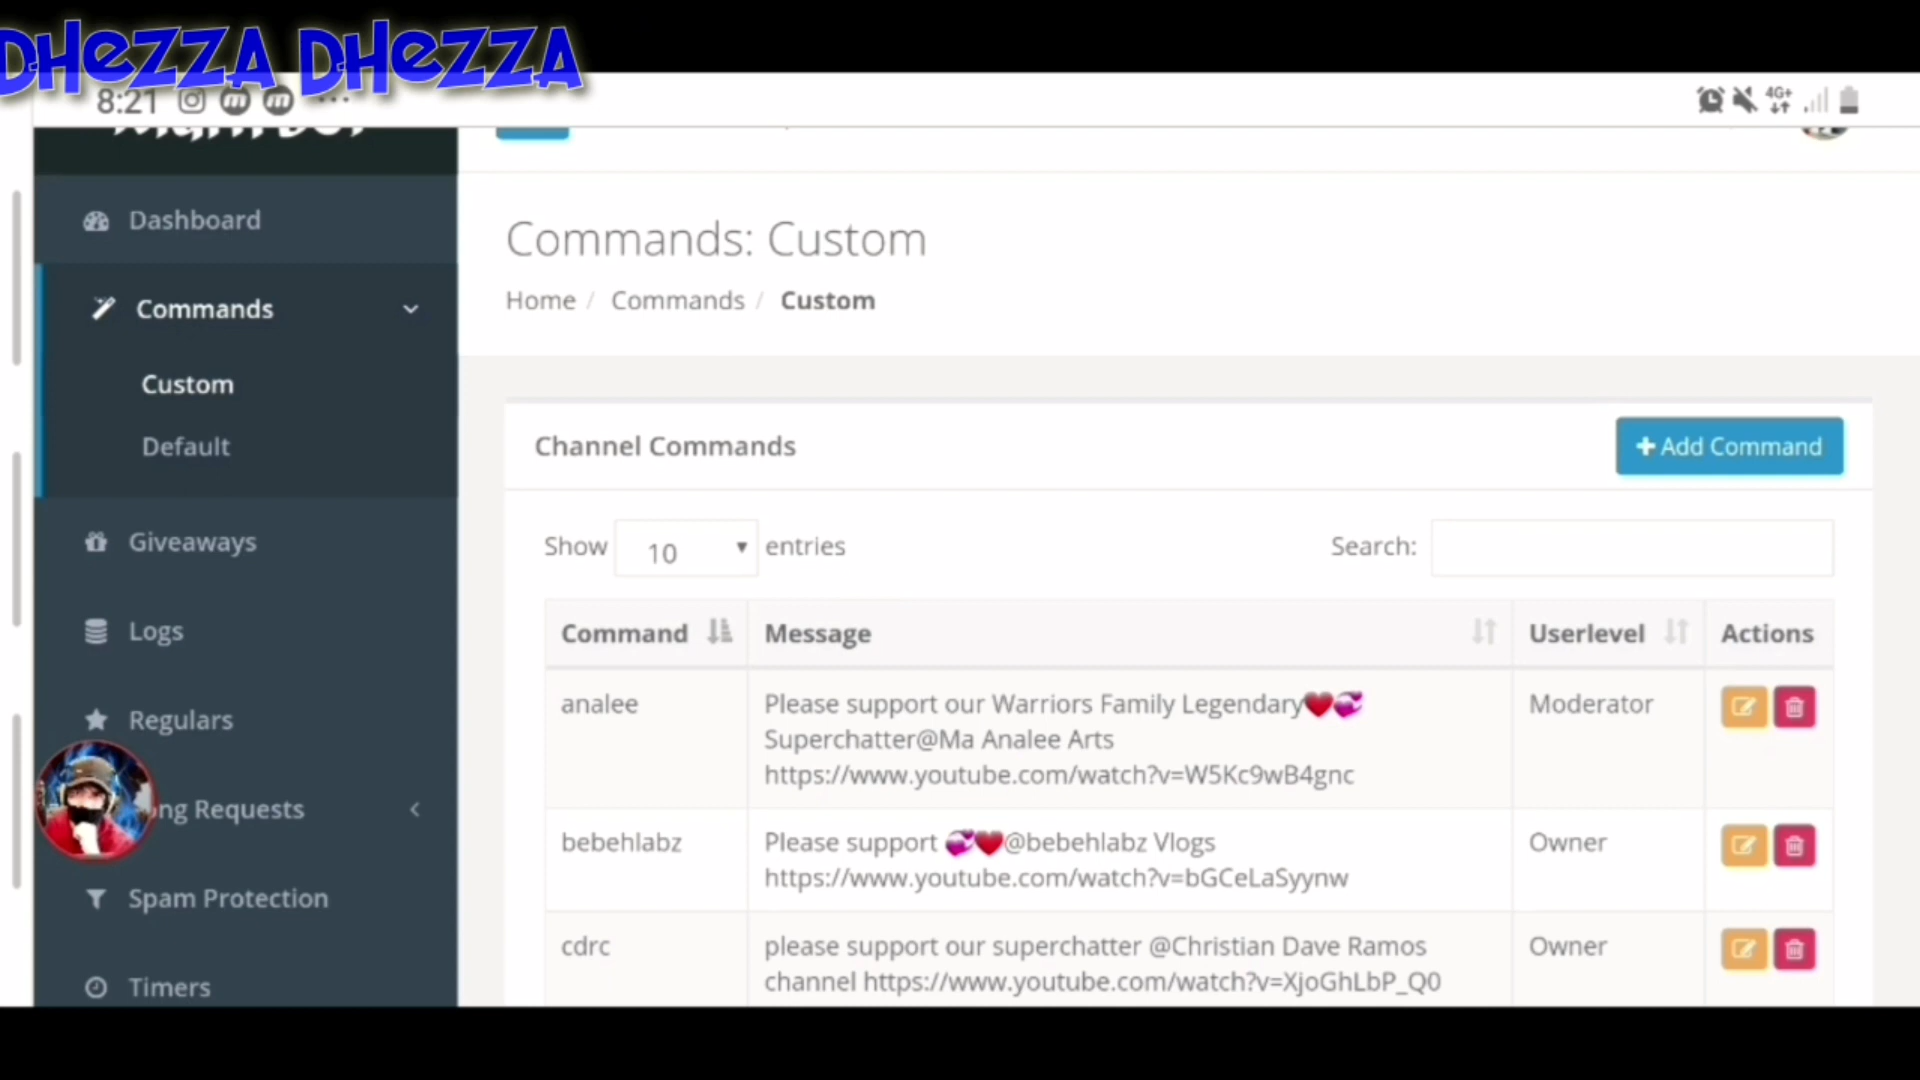 DHezzA DHezzA
8:21
4G+
Dashboard
Commands: Custom
Commands
Home / Commands / Custom
Custom
Default
Channel Commands
Add Command
Giveaways
Show 10 entries
Search:
Logs
Command Message Userlevel Actions
Regulars
analee
Please support our Warriors Family Legendary❤️💞
Superchatter@Ma Analee Arts
https://www.youtube.com/watch?v=W5Kc9wB4gnc
Moderator
Requests
bebehlabz
Please support 💞❤️@bebehlabz Vlogs
https://www.youtube.com/watch?v=bGCeLaSyynw
Owner
Spam Protection
cdrc
please support our superchatter @Christian Dave Ramos
channel https://www.youtube.com/watch?v=XjoGhLbP_Q0
Owner
Timers